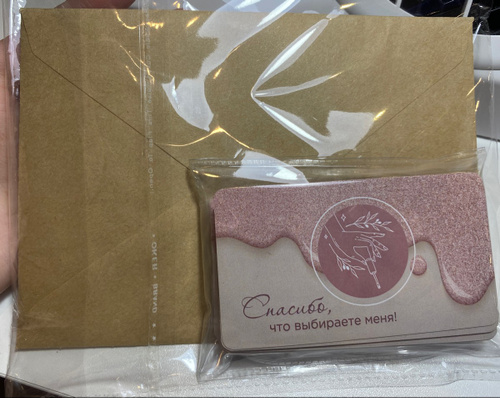 Спасибо,
что выбираете меня!